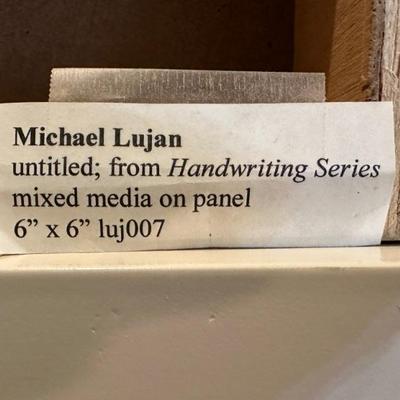 Michael Lujan
untitled; from Handwriting Series
mixed media on panel
6” x 6” luj007